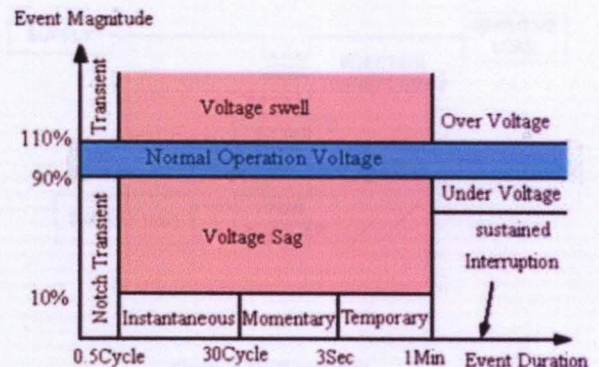 Event Magnitude
Transient
Voltage swell
Over Voltage
110%
Normal Operation Voltage
90%
Under Voltage
Notch Transient
Voltage Sag
sustained
Interruption
10%
Instantaneous Momentary Temporary
0.5Cycle 30Cycle 3Sec 1Min Event Duration